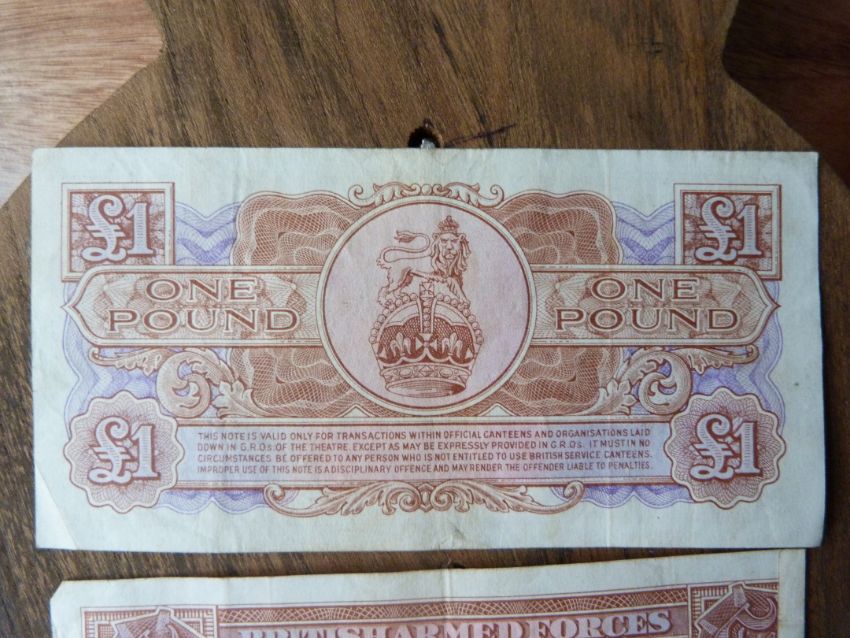 £1 £1
ONE ONE
POUND POUND
THIS NOTE IS VALID ONLY FOR TRANSACTIONS WITHIN OFFICIAL CANTEENS AND ORGANISATIONS LAID
DOWN IN G.R.Os. OF THE THEATRE. EXCEPT AS MAY BE EXPRESSLY PROVIDED IN G.R.Os. IT MUST IN NO
CIRCUMSTANCES BE OFFERED TO ANY PERSON WHO IS NOT ENTITLED TO USE BRITISH SERVICE CANTEENS.
IMPROPER USE OF THIS NOTE IS A DISCIPLINARY OFFENCE AND MAY RENDER THE OFFENDER LIABLE TO PENALTIES.
£1 £1
BRITISH ARMED FORCES